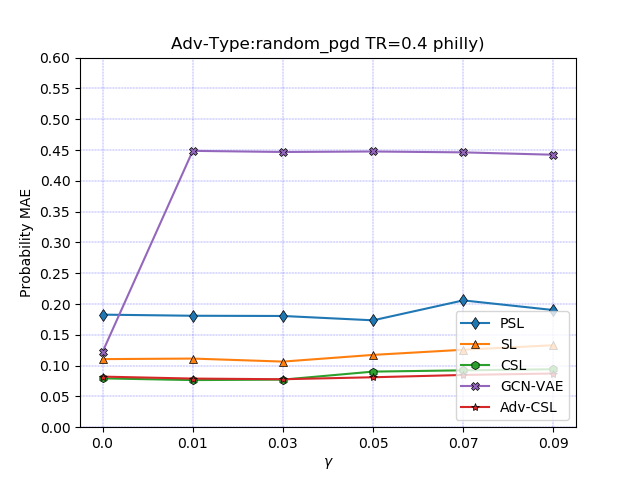 Adv-Type:random_pgd TR=0.4 philly)
Probability MAE
0.60
0.55
0.50
0.45
0.40
0.35
0.30
0.25
0.20
0.15
0.10
0.05
0.00
PSL
SL
CSL
GCN-VAE
Adv-CSL
0.0 0.01 0.03 0.05 0.07 0.09
γ